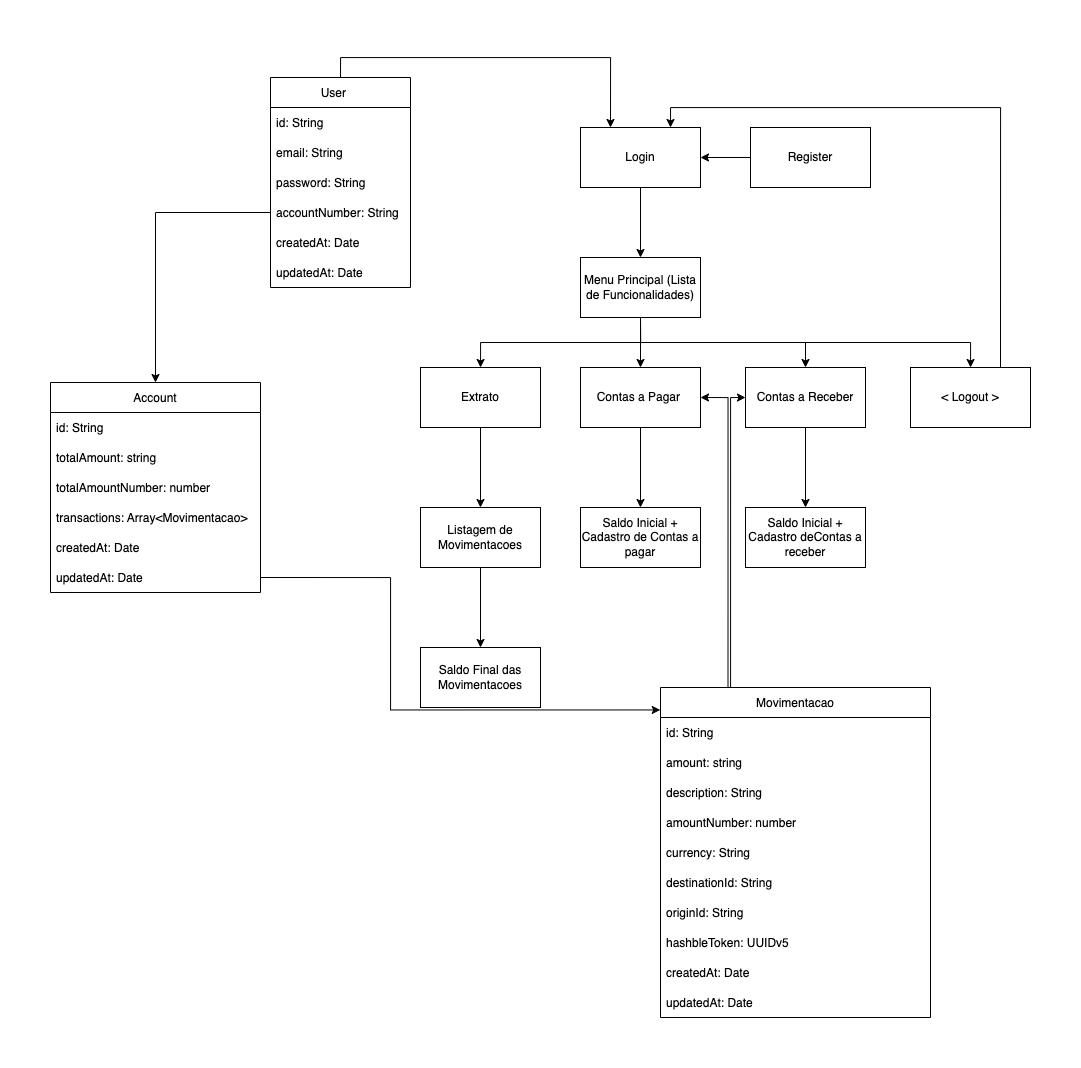 User
id: String
email: String
password: String
accountNumber: String
createdAt: Date
updatedAt: Date
Login
Register
Menu Principal (Lista
de Funcionalidades)
Extrato
Contas a Pagar
Contas a Receber
< Logout >
Account
id: String
totalAmount: string
totalAmountNumber: number
transactions: Array<Movimentacao>
createdAt: Date
updatedAt: Date
Listagem de
Movimentacoes
Saldo Inicial +
Cadastro de Contas a
pagar
Saldo Inicial +
Cadastro deContas a
receber
Saldo Final das
Movimentacoes
Movimentacao
id: String
amount: string
description: String
amountNumber: number
currency: String
destinationId: String
originId: String
hashbleToken: UUIDv5
createdAt: Date
updatedAt: Date